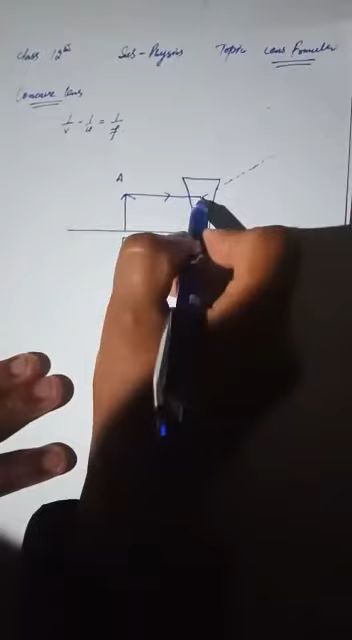 Class 12th Sub - Physics Topic Lens Formula
Concave lens
1/v - 1/u = 1/f
A